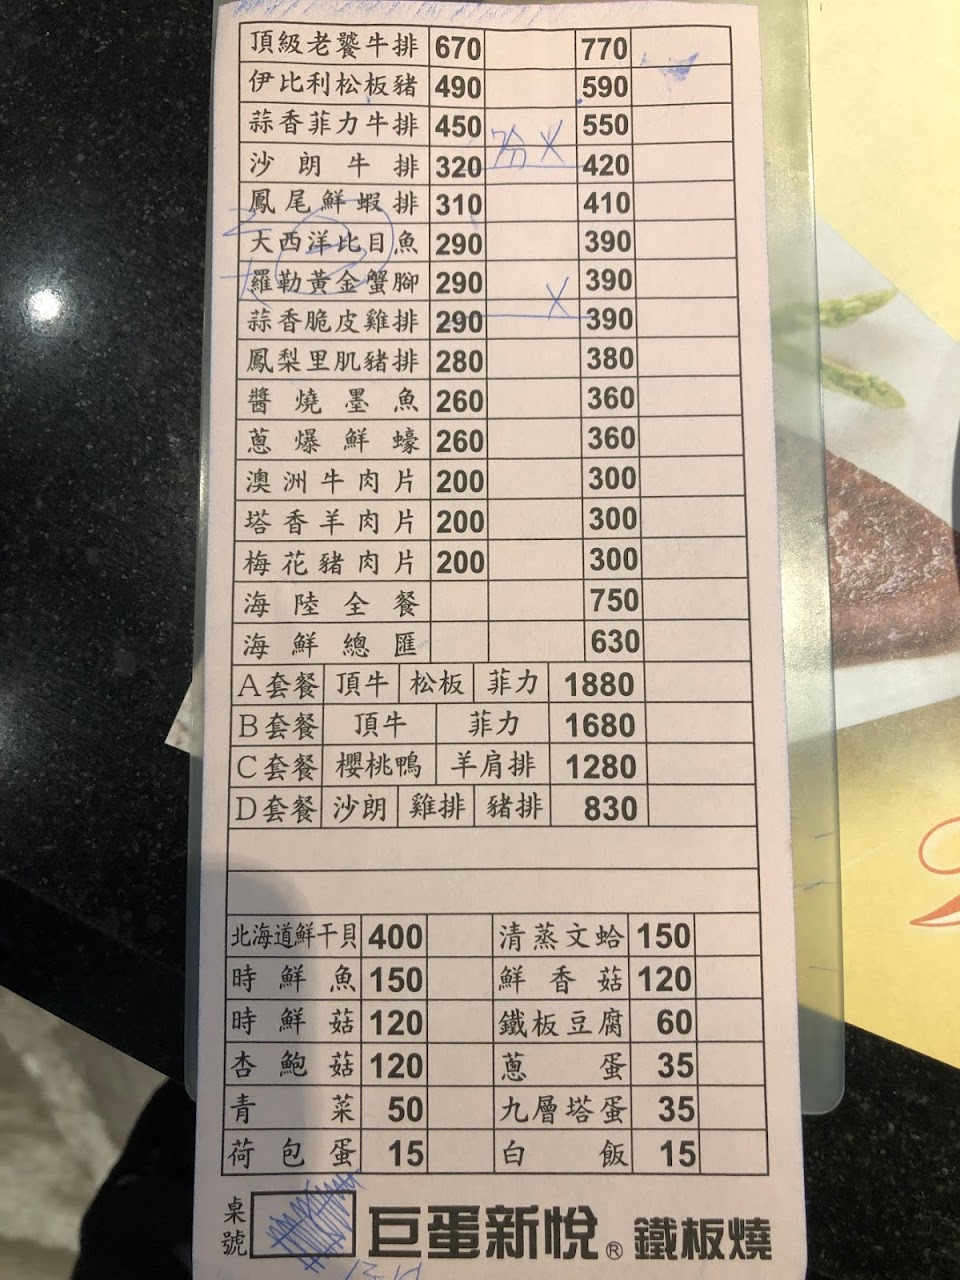 頂級老饕牛排 670 770
伊比利松板豬 490 590
蒜香菲力牛排 450 550
沙朗牛排 320 420
鳳尾鮮蝦排 310 410
大西洋比目魚 290 390
羅勒黃金蟹腳 290 390
蒜香脆皮雞排 290 390
鳳梨里肌豬排 280 380
醬燒墨魚 260 360
蔥爆鮮蠔 260 360
澳洲牛肉片 200 300
塔香羊肉片 200 300
梅花豬肉片 200 300
海陸全餐 750
海鮮總匯 630
A套餐 頂牛 松板 菲力 1880
B套餐 頂牛 菲力 1680
C套餐 櫻桃鴨 羊肩排 1280
D套餐 沙朗 雞排 豬排 830
北海道鮮干貝 400 清蒸文蛤 150
時鮮魚 150 鮮香菇 120
時鮮菇 120 鐵板豆腐 60
杏鮑菇 120 蔥蛋 35
青菜 50 九層塔蛋 35
荷包蛋 15 白飯 15
桌號 巨蛋新悅® 鐵板燒